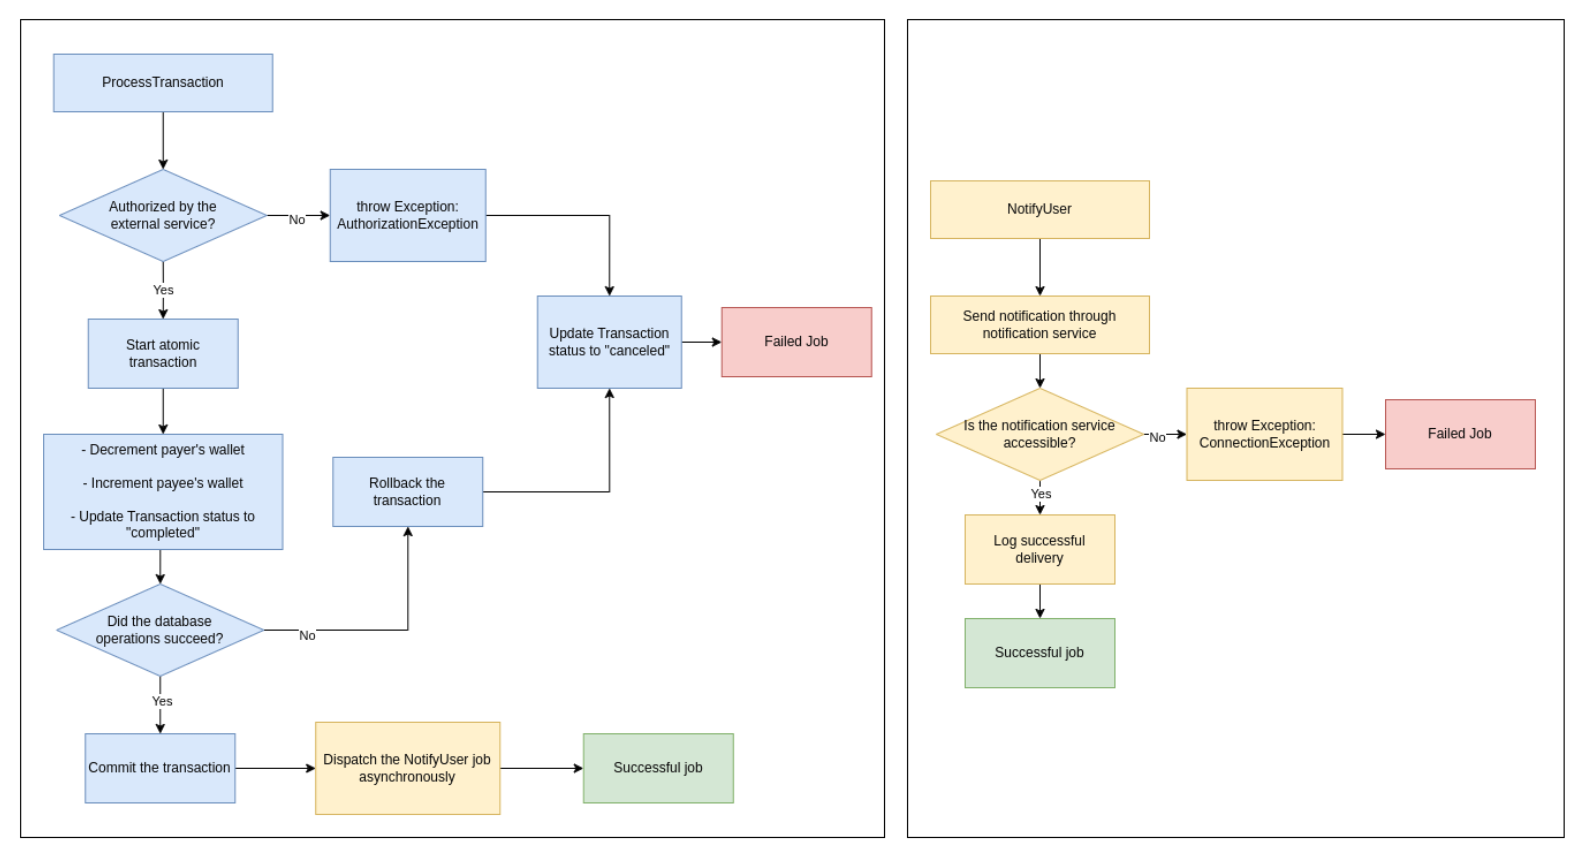 ProcessTransaction
Authorized by the
external service?
No
throw Exception:
AuthorizationException
Yes
Start atomic
transaction
Update Transaction
status to "canceled"
Failed Job
- Decrement payer's wallet
- Increment payee's wallet
- Update Transaction status to
"completed"
Rollback the
transaction
Did the database
operations succeed?
No
Yes
Commit the transaction
Dispatch the NotifyUser job
asynchronously
Successful job
NotifyUser
Send notification through
notification service
Is the notification service
accessible?
No
throw Exception:
ConnectionException
Failed Job
Yes
Log successful
delivery
Successful job